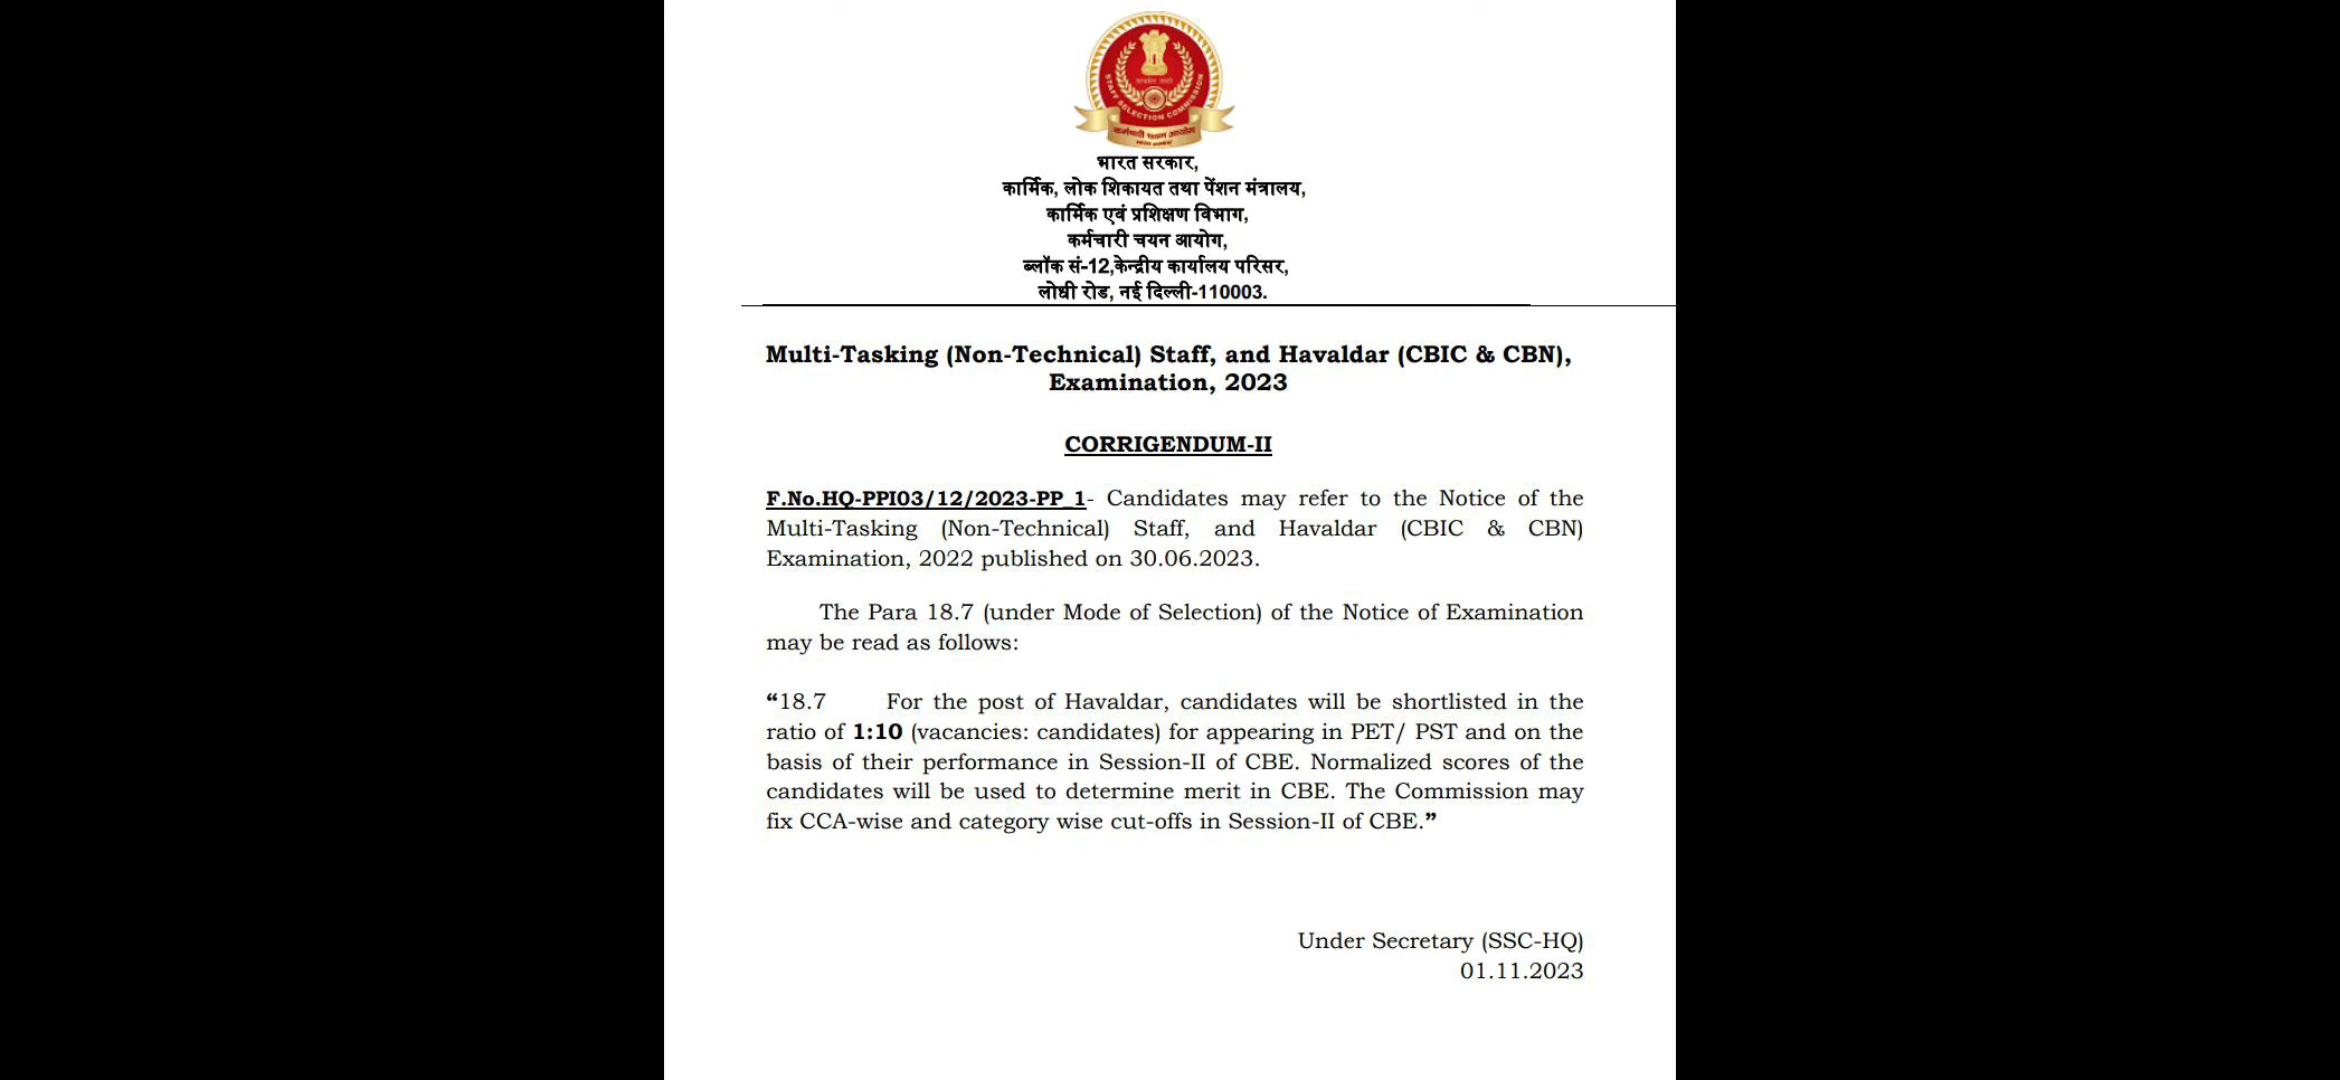 STAFF SELECTION COMMISSION
कर्मचारी चयन आयोग
भारत सरकार,
कार्मिक, लोक शिकायत तथा पेंशन मंत्रालय,
कार्मिक एवं प्रशिक्षण विभाग,
कर्मचारी चयन आयोग,
ब्लॉक सं-12,केन्द्रीय कार्यालय परिसर,
लोधी रोड, नई दिल्ली-110003.
Multi-Tasking (Non-Technical) Staff, and Havaldar (CBIC & CBN),
Examination, 2023
CORRIGENDUM-II
F.No.HQ-PPI03/12/2023-PP_1- Candidates may refer to the Notice of the
Multi-Tasking (Non-Technical) Staff, and Havaldar (CBIC & CBN)
Examination, 2022 published on 30.06.2023.
The Para 18.7 (under Mode of Selection) of the Notice of Examination
may be read as follows:
“18.7 For the post of Havaldar, candidates will be shortlisted in the
ratio of 1:10 (vacancies: candidates) for appearing in PET/ PST and on the
basis of their performance in Session-II of CBE. Normalized scores of the
candidates will be used to determine merit in CBE. The Commission may
fix CCA-wise and category wise cut-offs in Session-II of CBE.”
Under Secretary (SSC-HQ)
01.11.2023